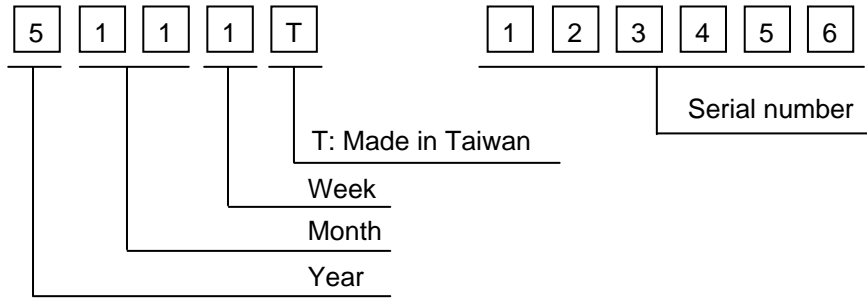 5 1 1 1 T 1 2 3 4 5 6
Serial number
T: Made in Taiwan
Week
Month
Year